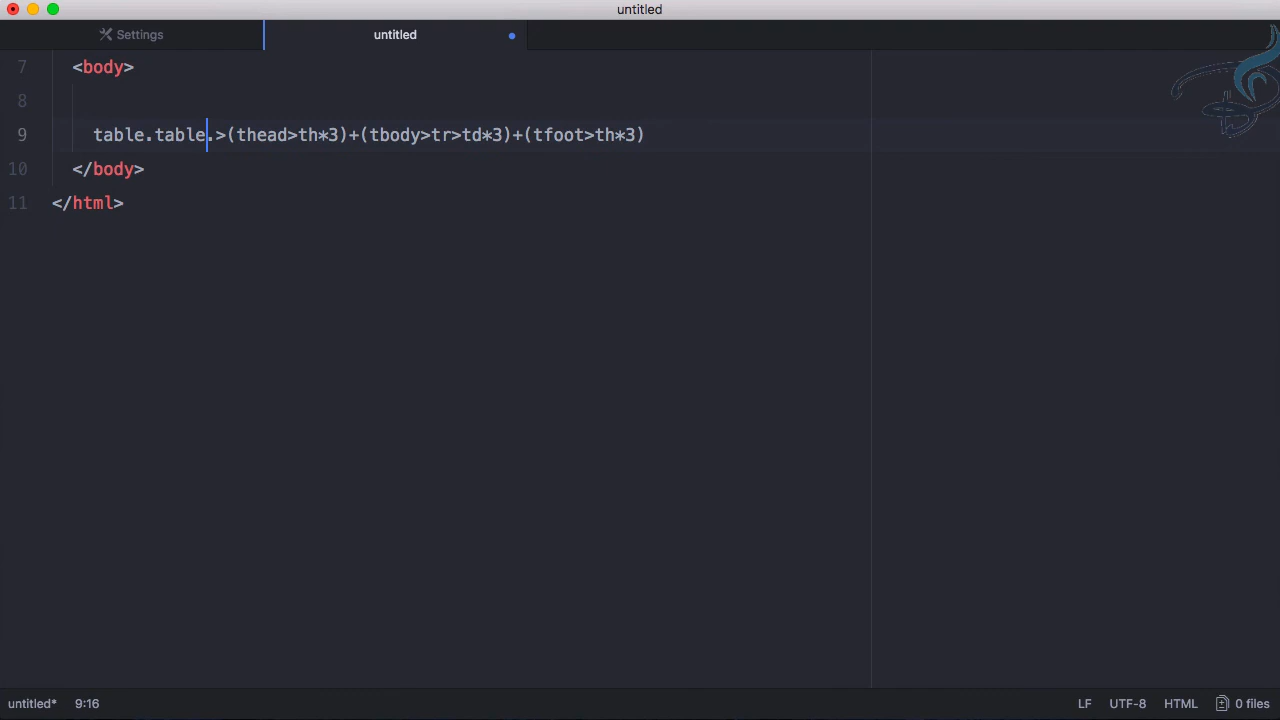 untitled
Settings
untitled
7 <body>
8
9 table.table.>(thead>th*3)+(tbody>tr>td*3)+(tfoot>th*3)
10 </body>
11 </html>
untitled* 9:16 LF UTF-8 HTML 0 files